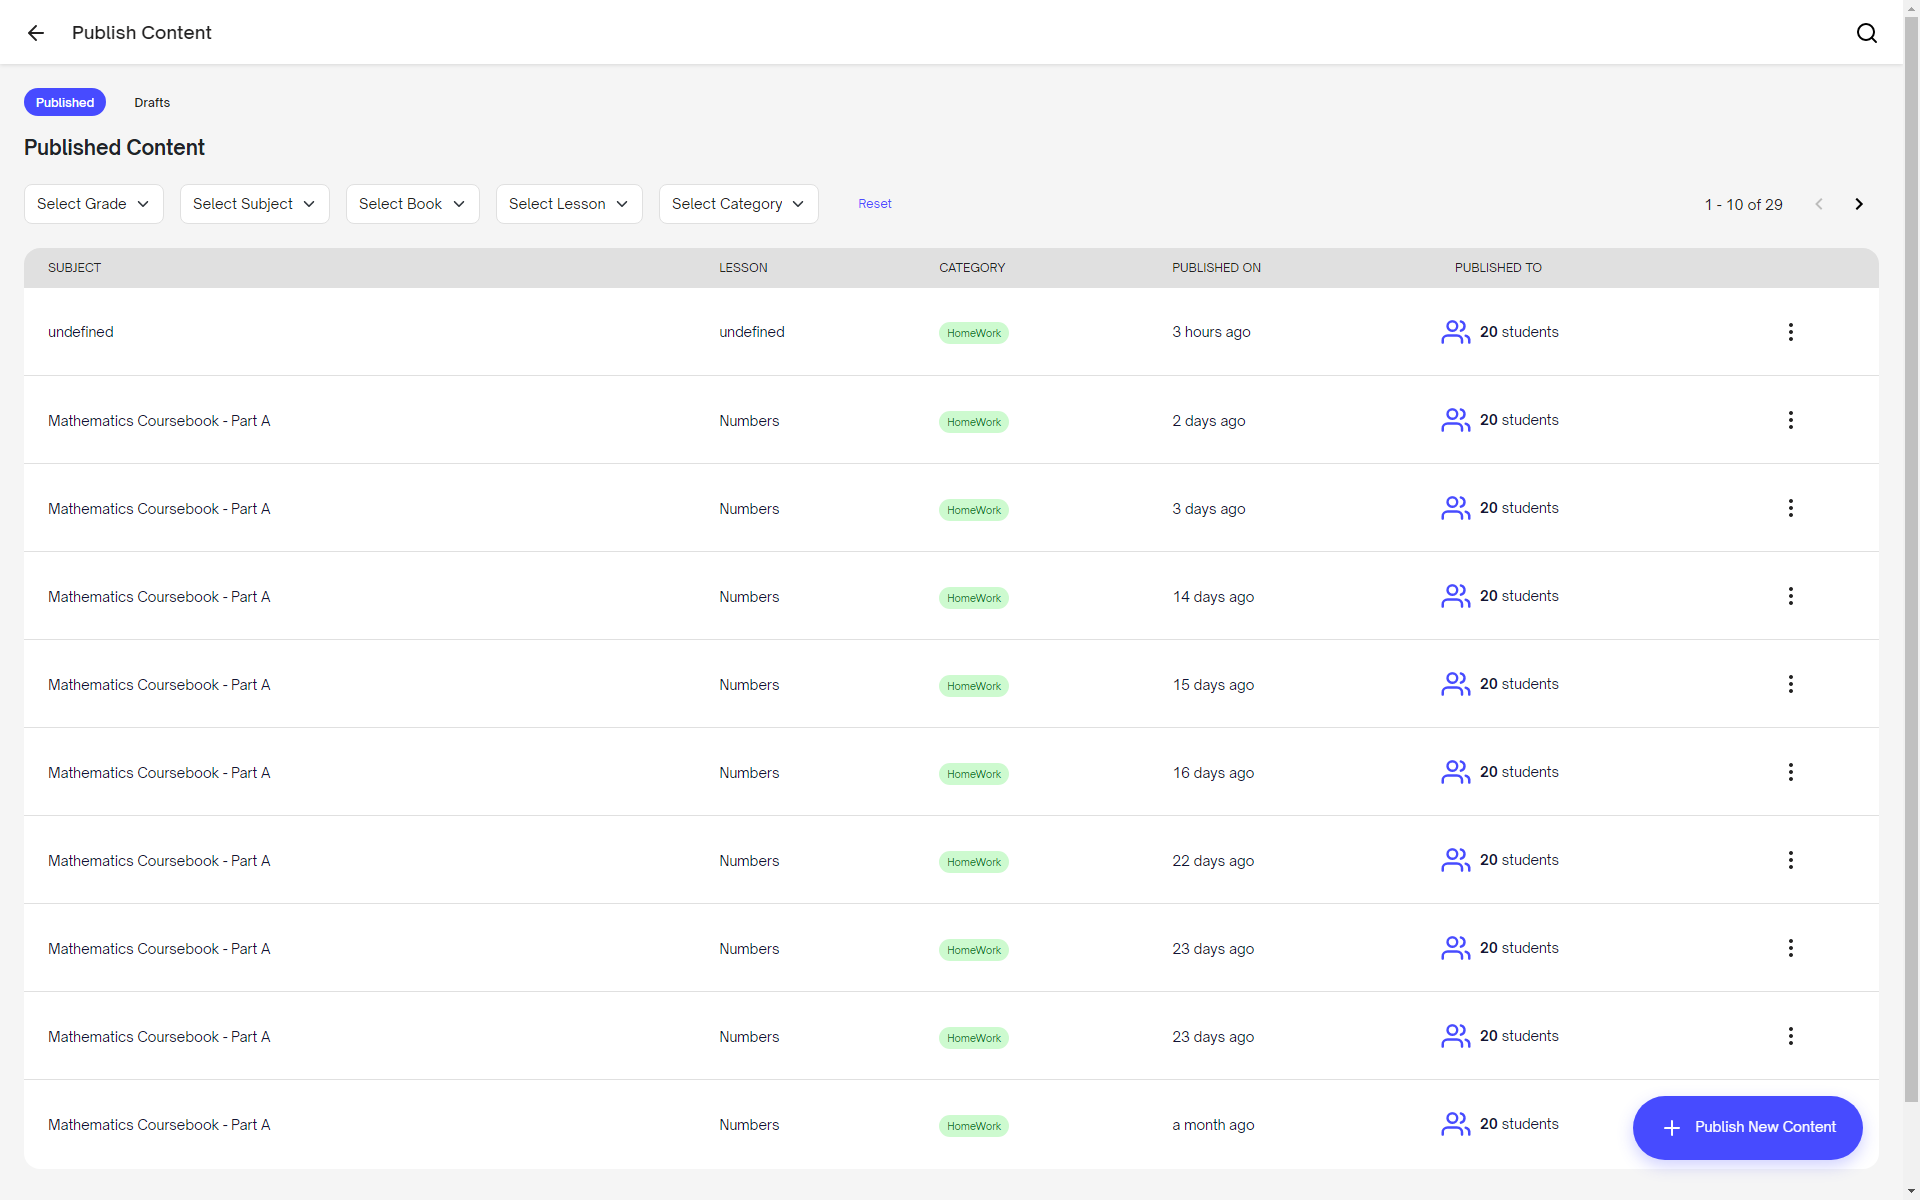 Publish Content
Published Drafts
Published Content
Select Grade Select Subject Select Book Select Lesson Select Category Reset 1 - 10 of 29
SUBJECT LESSON CATEGORY PUBLISHED ON PUBLISHED TO
undefined undefined HomeWork 3 hours ago 20 students
Mathematics Coursebook - Part A Numbers HomeWork 2 days ago 20 students
Mathematics Coursebook - Part A Numbers HomeWork 3 days ago 20 students
Mathematics Coursebook - Part A Numbers HomeWork 14 days ago 20 students
Mathematics Coursebook - Part A Numbers HomeWork 15 days ago 20 students
Mathematics Coursebook - Part A Numbers HomeWork 16 days ago 20 students
Mathematics Coursebook - Part A Numbers HomeWork 22 days ago 20 students
Mathematics Coursebook - Part A Numbers HomeWork 23 days ago 20 students
Mathematics Coursebook - Part A Numbers HomeWork 23 days ago 20 students
Mathematics Coursebook - Part A Numbers HomeWork a month ago 20 students
Publish New Content